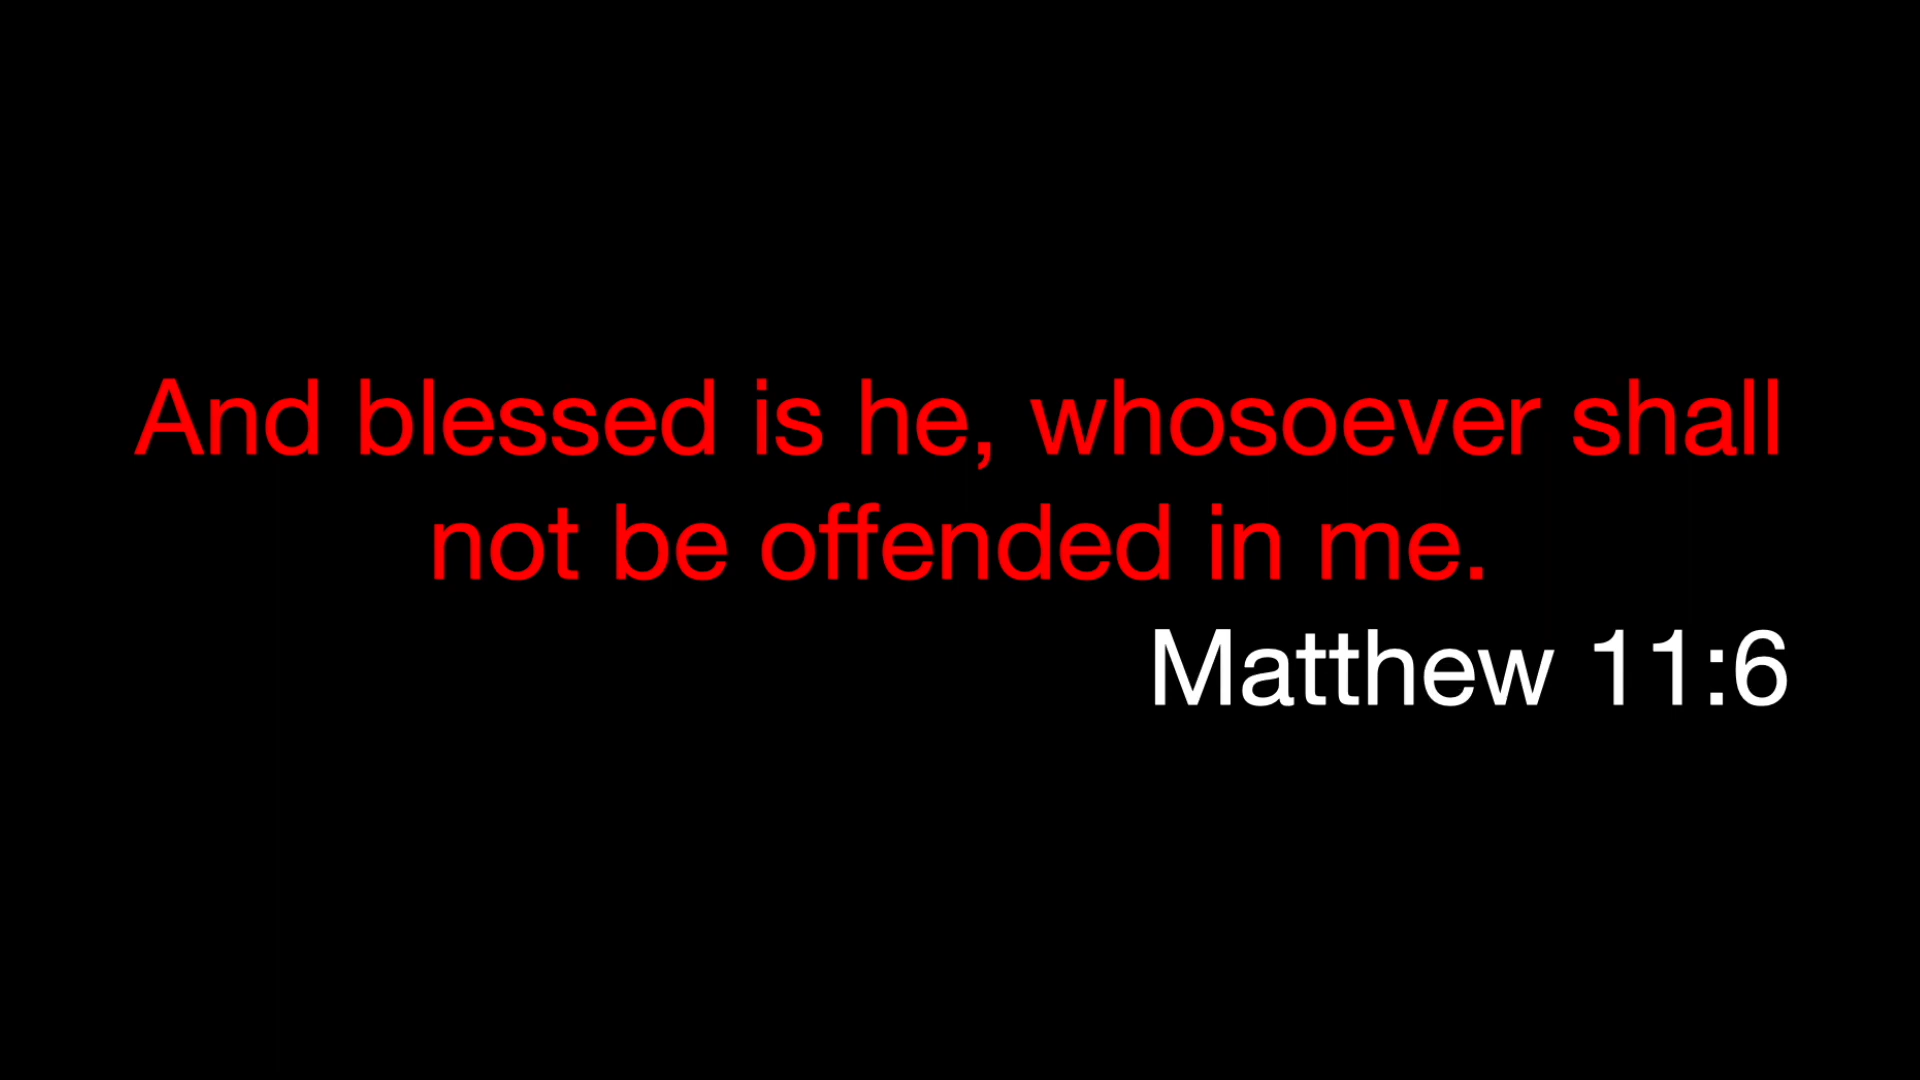 And blessed is he, whosoever shall
not be offended in me.
Matthew 11:6